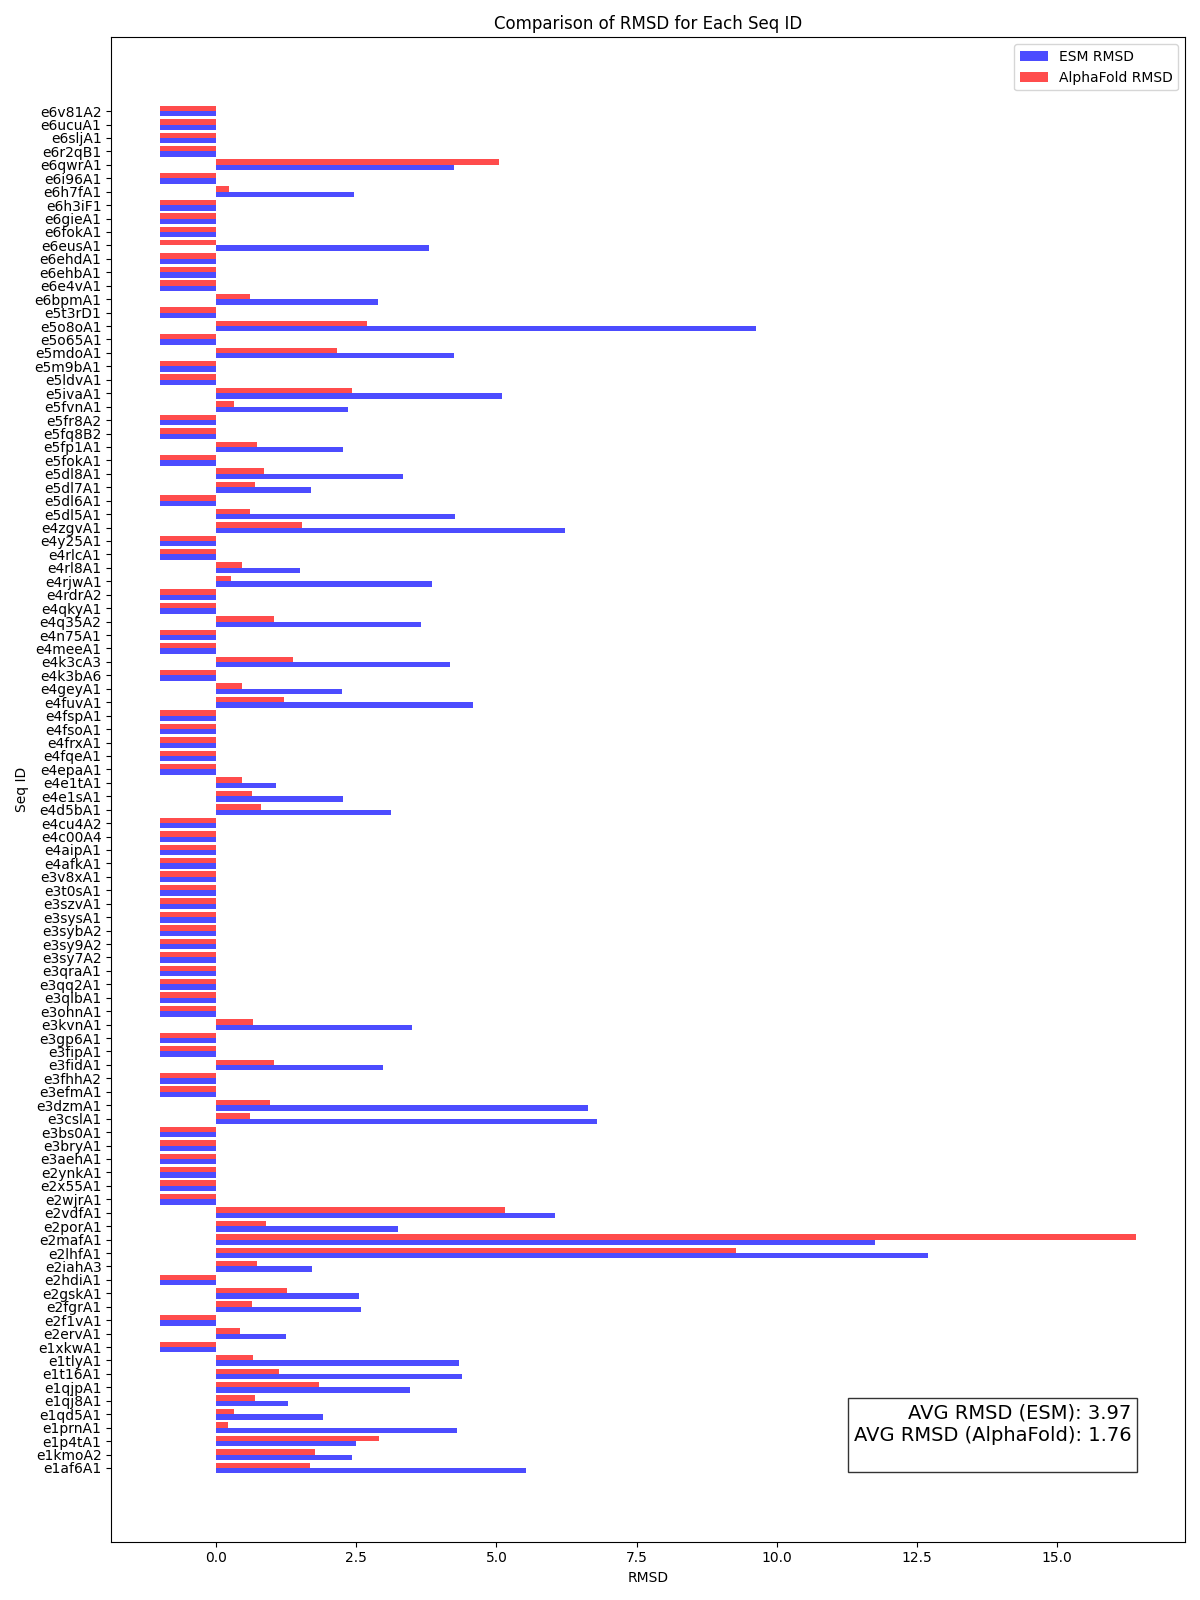 Comparison of RMSD for Each Seq ID
ESM RMSD
AlphaFold RMSD
e6v81A2
e6ucuA1
e6sljA1
e6r2qB1
e6qwrA1
e6i96A1
e6h7fA1
e6h3iF1
e6gieA1
e6fokA1
e6eusA1
e6ehdA1
e6ehbA1
e6e4vA1
e6bpmA1
e5t3rD1
e5o8oA1
e5o65A1
e5mdoA1
e5m9bA1
e5ldvA1
e5ivaA1
e5fvnA1
e5fr8A2
e5fq8B2
e5fp1A1
e5fokA1
e5dl8A1
e5dl7A1
e5dl6A1
e5dl5A1
e4zgvA1
e4y25A1
e4rlcA1
e4rl8A1
e4rjwA1
e4rdrA2
e4qkyA1
e4q35A2
e4n75A1
e4meeA1
e4k3cA3
e4k3bA6
e4geyA1
e4fuvA1
e4fspA1
e4fsoA1
e4frxA1
e4fqeA1
e4epaA1
e4e1tA1
e4e1sA1
e4d5bA1
e4cu4A2
e4c00A4
e4aipA1
e4afkA1
e3v8xA1
e3t0sA1
e3szvA1
e3sysA1
e3sybA2
e3sy9A2
e3sy7A2
e3qraA1
e3qq2A1
e3qlbA1
e3ohnA1
e3kvnA1
e3gp6A1
e3fipA1
e3fidA1
e3fhhA2
e3efmA1
e3dzmA1
e3cslA1
e3bs0A1
e3bryA1
e3aehA1
e2ynkA1
e2x55A1
e2wjrA1
e2vdfA1
e2porA1
e2mafA1
e2lhfA1
e2iahA3
e2hdiA1
e2gskA1
e2fgrA1
e2f1vA1
e2ervA1
e1xkwA1
e1tlyA1
e1t16A1
e1qjpA1
e1qj8A1
e1qd5A1
e1prnA1
e1p4tA1
e1kmoA2
e1af6A1
Seq ID
AVG RMSD (ESM): 3.97
AVG RMSD (AlphaFold): 1.76
0.0 2.5 5.0 7.5 10.0 12.5 15.0
RMSD